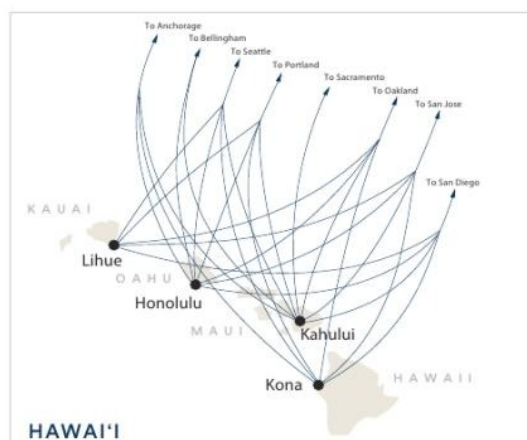 To Anchorage
To Bellingham
To Seattle
To Portland
To Sacramento
To Oakland
To San Jose
To San Diego
KAUAI
Lihue
OAHU
Honolulu
MAUI
Kahului
Kona
HAWAII
HAWAI‘I